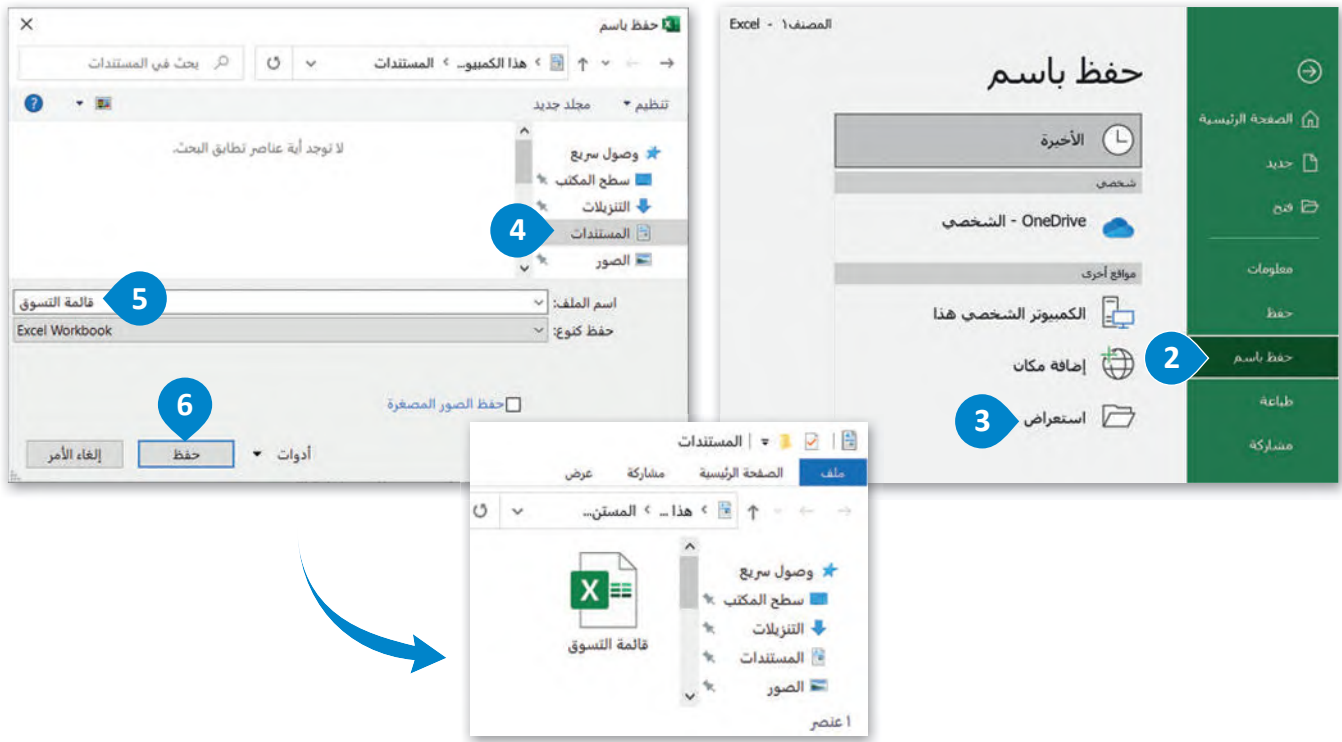 المصنف١ - Excel
حفظ باسم
الصفحة الرئيسية
جديد
فتح
معلومات
حفظ
حفظ باسم
2
طباعة
مشاركة
الأخيرة
شخصي
OneDrive - الشخصي
مواقع أخرى
الكمبيوتر الشخصي هذا
إضافة مكان
استعراض
3
حفظ باسم
هذا الكمبيو... › المستندات
بحث في المستندات
تنظيم
مجلد جديد
?
لا توجد أية عناصر تطابق البحث.
وصول سريع
سطح المكتب
التنزيلات
المستندات
4
الصور
اسم الملف:
قائمة التسوق
5
حفظ كنوع:
Excel Workbook
حفظ الصور المصغرة
6
أدوات
حفظ
إلغاء الأمر
المستندات
ملف
الصفحة الرئيسية
مشاركة
عرض
هذا ... › المستن...
وصول سريع
سطح المكتب
التنزيلات
المستندات
الصور
قائمة التسوق
١ عنصر